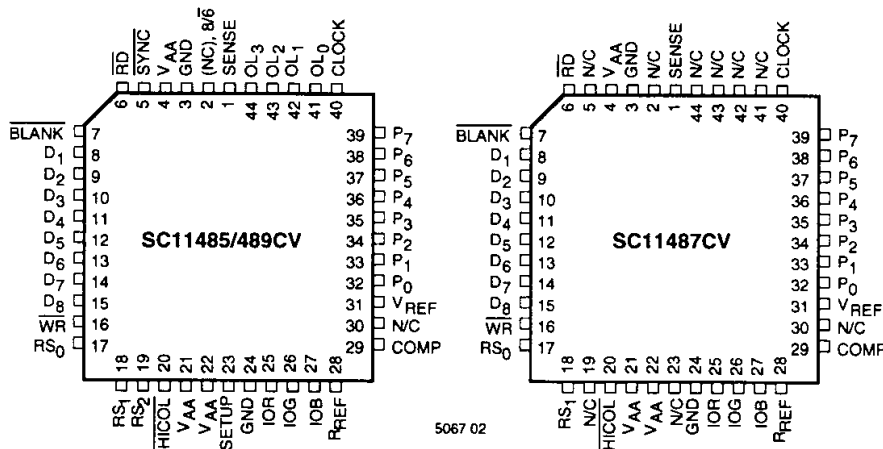 RD SYNC VAA GND (NC), 8/6 SENSE OL3 OL2 OL1 OL0 CLOCK
6 5 4 3 2 1 44 43 42 41 40
BLANK 7 39 P7
D1 8 38 P6
D2 9 37 P5
D3 10 36 P4
D4 11 35 P3
D5 12 SC11485/489CV 34 P2
D6 13 33 P1
D7 14 32 P0
D8 15 31 VREF
WR 16 30 N/C
RS0 17 29 COMP
18 19 20 21 22 23 24 25 26 27 28
RS1 RS2 HICOL VAA VAA SETUP GND IOR IOG IOB RREF
RD N/C VAA GND N/C SENSE N/C N/C N/C N/C CLOCK
6 5 4 3 2 1 44 43 42 41 40
BLANK 7 39 P7
D1 8 38 P6
D2 9 37 P5
D3 10 36 P4
D4 11 35 P3
D5 12 SC11487CV 34 P2
D6 13 33 P1
D7 14 32 P0
D8 15 31 VREF
WR 16 30 N/C
RS0 17 29 COMP
18 19 20 21 22 23 24 25 26 27 28
RS1 N/C HICOL VAA VAA N/C GND IOR IOG IOB RREF
5067 02